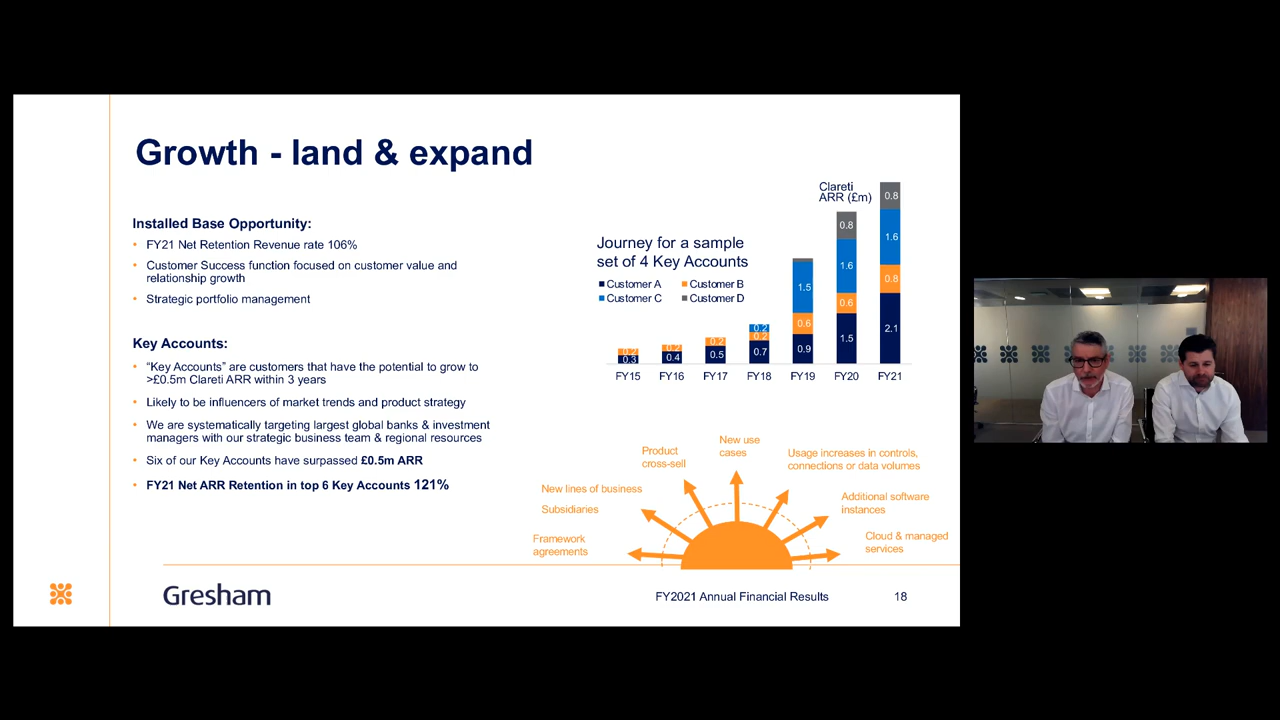 Growth - land & expand
Installed Base Opportunity:
• FY21 Net Retention Revenue rate 106%
• Customer Success function focused on customer value and
relationship growth
• Strategic portfolio management
Key Accounts:
• “Key Accounts” are customers that have the potential to grow to
>£0.5m Clareti ARR within 3 years
• Likely to be influencers of market trends and product strategy
• We are systematically targeting largest global banks & investment
managers with our strategic business team & regional resources
• Six of our Key Accounts have surpassed £0.5m ARR
• FY21 Net ARR Retention in top 6 Key Accounts 121%
Clareti
ARR (£m)
Journey for a sample
set of 4 Key Accounts
Customer A
Customer B
Customer C
Customer D
0.2
0.3
0.2
0.4
0.2
0.5
0.2
0.2
0.7
1.5
0.6
0.9
0.8
1.6
0.6
1.5
0.8
1.6
0.8
2.1
FY15 FY16 FY17 FY18 FY19 FY20 FY21
Framework
agreements
Subsidiaries
New lines of business
Product
cross-sell
New use
cases
Usage increases in controls,
connections or data volumes
Additional software
instances
Cloud & managed
services
Gresham
FY2021 Annual Financial Results
18